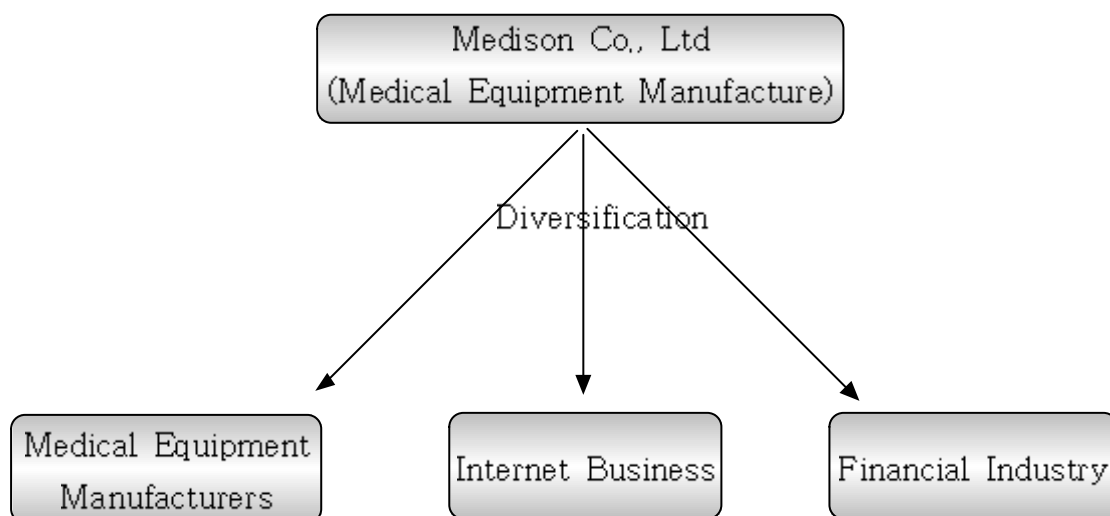 Medison Co., Ltd
(Medical Equipment Manufacture)
Diversification
Medical Equipment
Manufacturers
Internet Business
Financial Industry